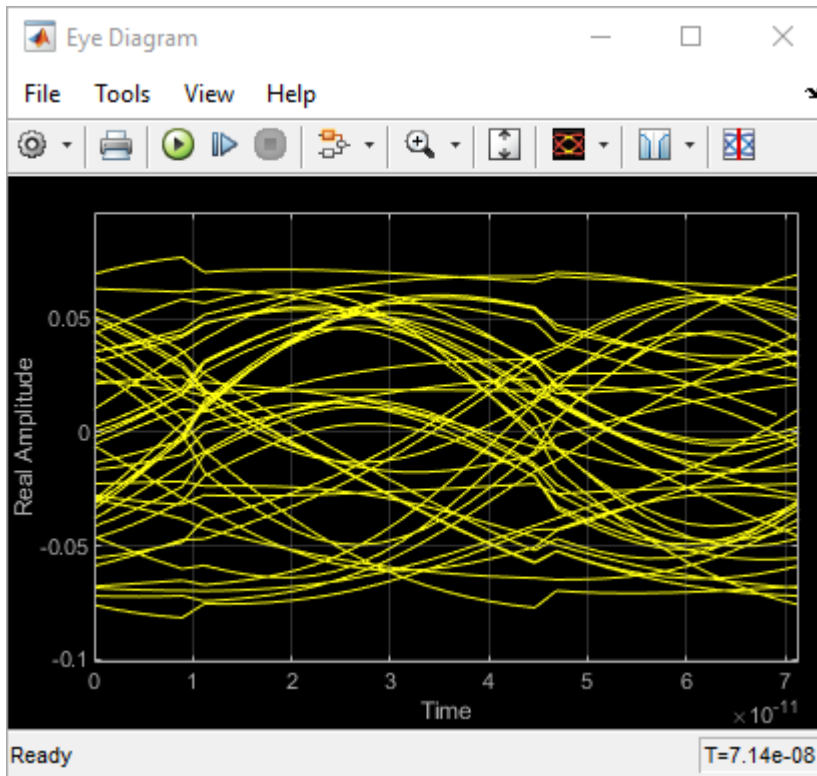 Eye Diagram
File Tools View Help
0.05
0
-0.05
-0.1
Real Amplitude
0 1 2 3 4 5 6 7
Time
×10⁻¹¹
Ready T=7.14e-08